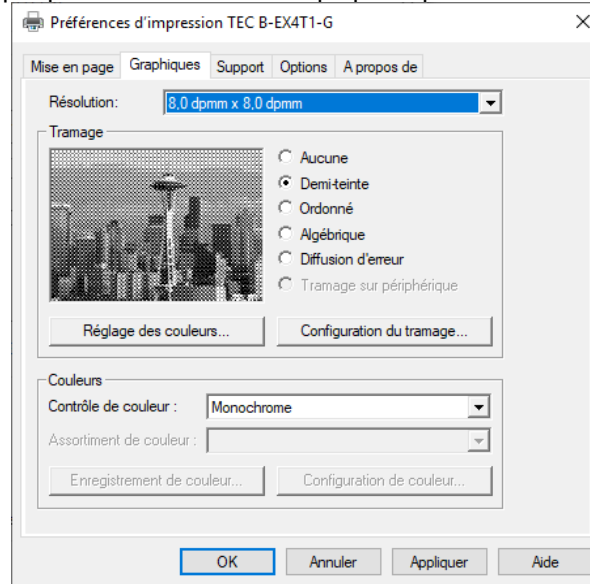 Préférences d'impression TEC B-EX4T1-G
Mise en page Graphiques Support Options A propos de
Résolution: 8,0 dpmm x 8,0 dpmm
Tramage
Aucune
Demi-teinte
Ordonné
Algébrique
Diffusion d'erreur
Tramage sur périphérique
Réglage des couleurs... Configuration du tramage...
Couleurs
Contrôle de couleur : Monochrome
Assortiment de couleur :
Enregistrement de couleur... Configuration de couleur...
OK Annuler Appliquer Aide